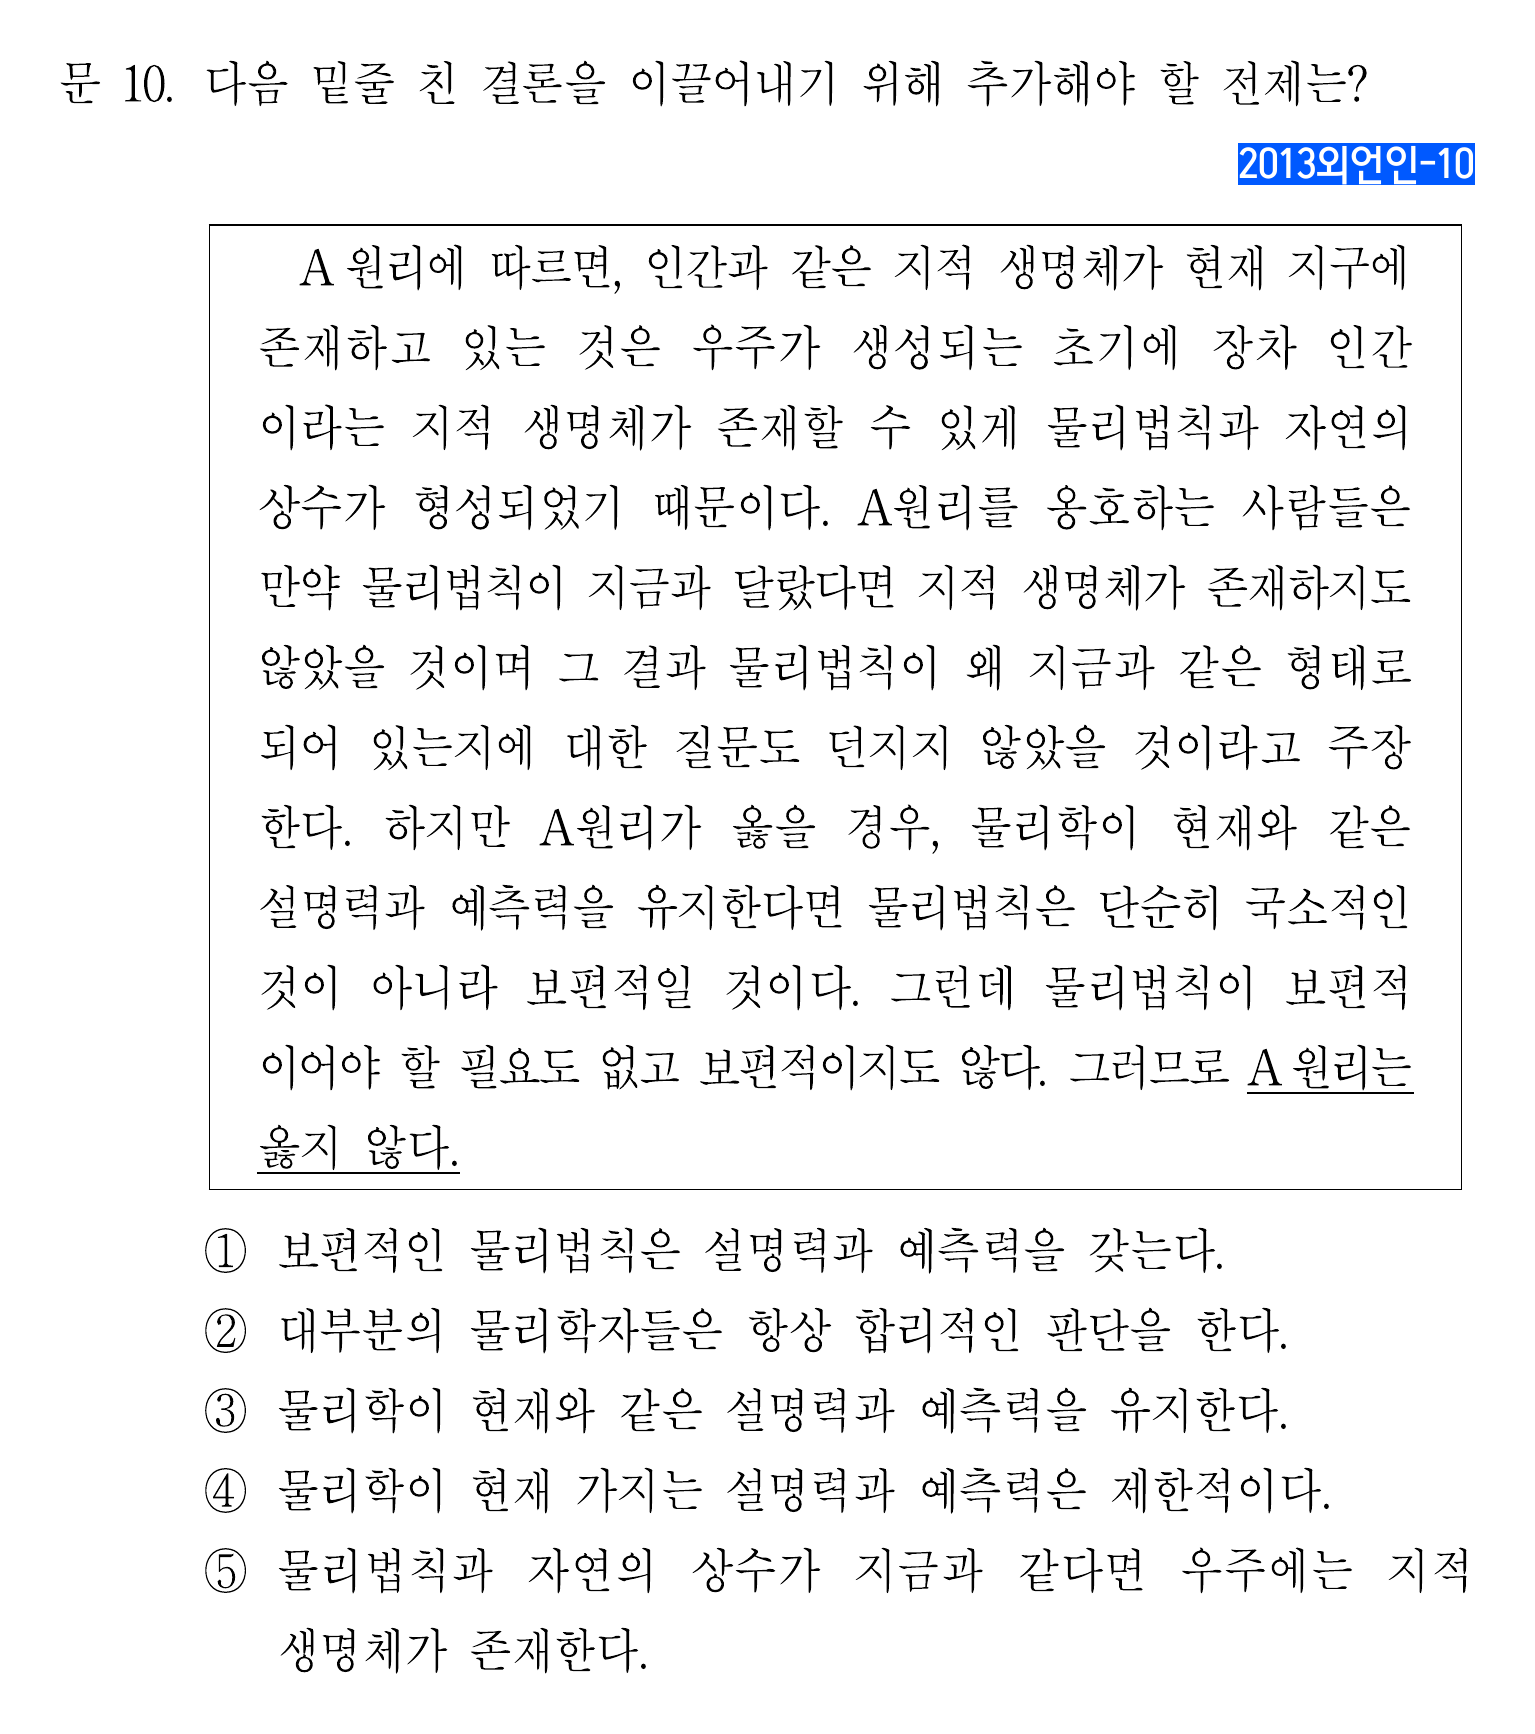 문 10. 다음 밑줄 친 결론을 이끌어내기 위해 추가해야 할 전제는?
2013외언인-10
A 원리에 따르면, 인간과 같은 지적 생명체가 현재 지구에
존재하고 있는 것은 우주가 생성되는 초기에 장차 인간
이라는 지적 생명체가 존재할 수 있게 물리법칙과 자연의
상수가 형성되었기 때문이다. A원리를 옹호하는 사람들은
만약 물리법칙이 지금과 달랐다면 지적 생명체가 존재하지도
않았을 것이며 그 결과 물리법칙이 왜 지금과 같은 형태로
되어 있는지에 대한 질문도 던지지 않았을 것이라고 주장
한다. 하지만 A원리가 옳을 경우, 물리학이 현재와 같은
설명력과 예측력을 유지한다면 물리법칙은 단순히 국소적인
것이 아니라 보편적일 것이다. 그런데 물리법칙이 보편적
이어야 할 필요도 없고 보편적이지도 않다. 그러므로 A 원리는
옳지 않다.
① 보편적인 물리법칙은 설명력과 예측력을 갖는다.
② 대부분의 물리학자들은 항상 합리적인 판단을 한다.
③ 물리학이 현재와 같은 설명력과 예측력을 유지한다.
④ 물리학이 현재 가지는 설명력과 예측력은 제한적이다.
⑤ 물리법칙과 자연의 상수가 지금과 같다면 우주에는 지적
생명체가 존재한다.